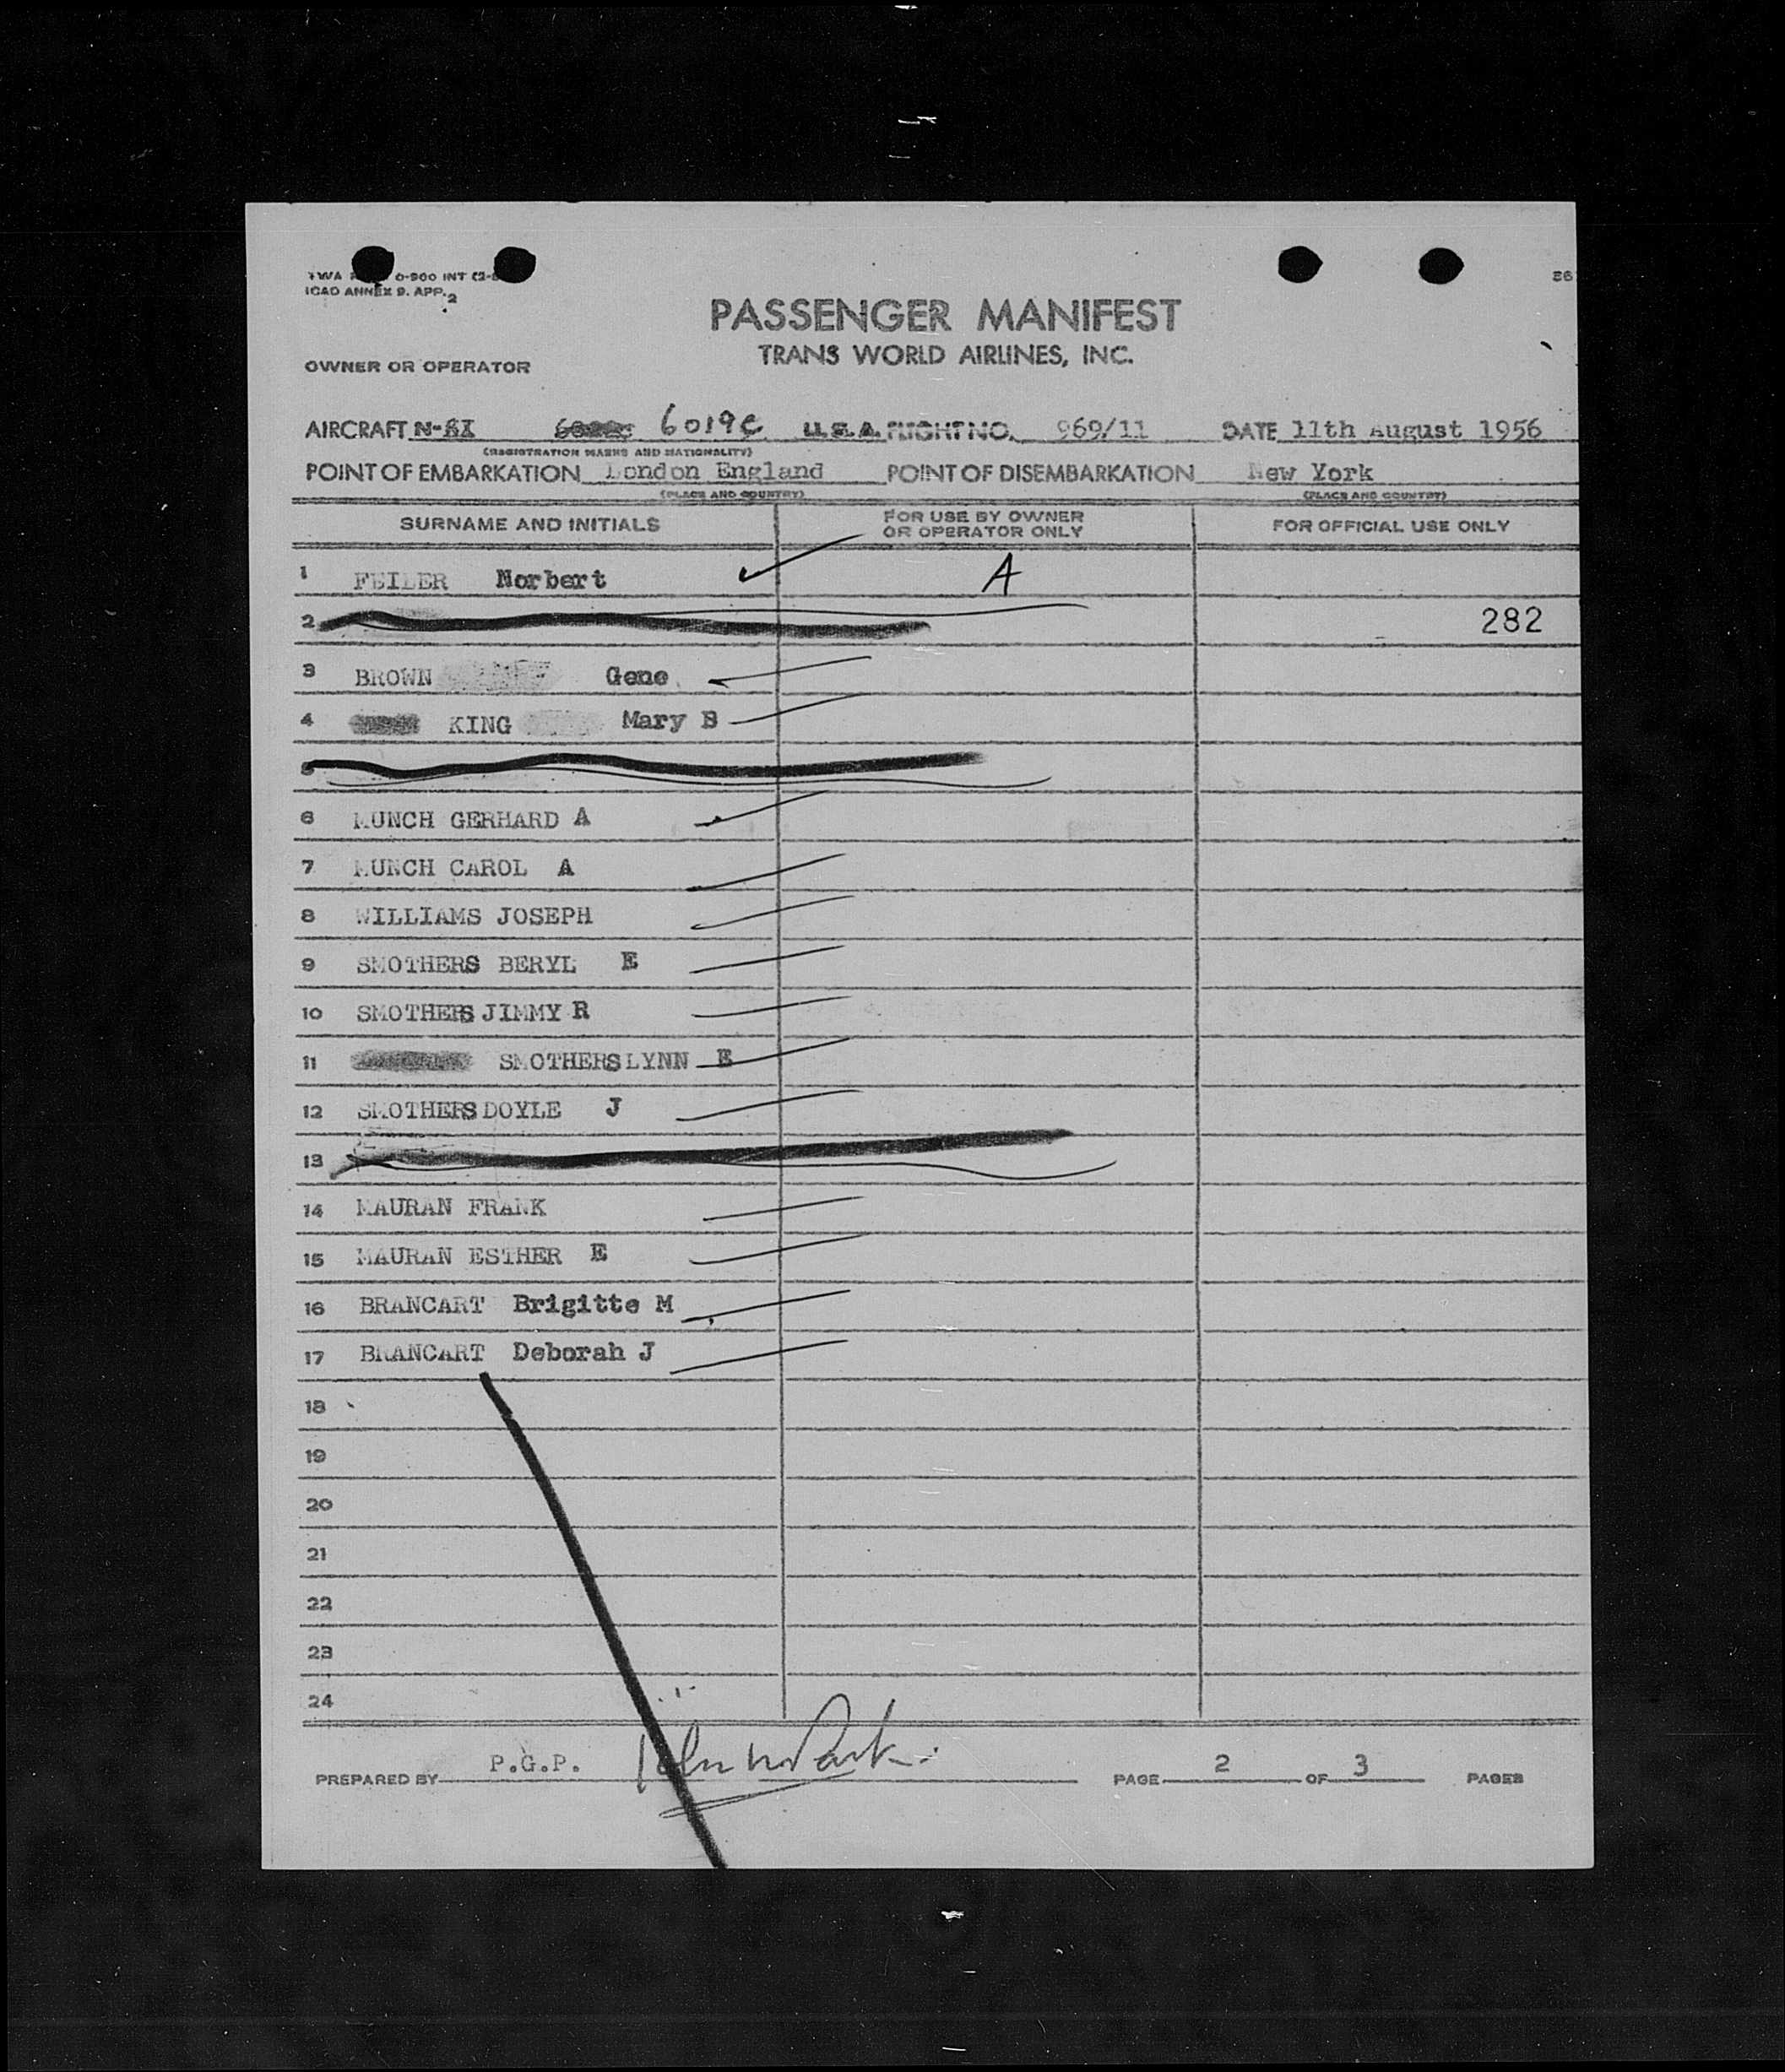 TWA 0-900 INT
ICAO ANNEX 9. APP. 2
PASSENGER MANIFEST
TRANS WORLD AIRLINES, INC.
OWNER OR OPERATOR
AIRCRAFT 6019C U.S.A. FLIGHT NO. 969/11 DATE 11th August 1956
(REGISTRATION MARKS AND NATIONALITY)
POINT OF EMBARKATION London England POINT OF DISEMBARKATION New York
(PLACE AND COUNTRY) (PLACE AND COUNTRY)
SURNAME AND INITIALS FOR USE BY OWNER OR OPERATOR ONLY FOR OFFICIAL USE ONLY
1 FEILER Norbert A
2 282
3 BROWN Gene
4 KING Mary B
5
6 MUNCH GERHARD A
7 MUNCH CAROL A
8 WILLIAMS JOSEPH
9 SMOTHERS BERYL E
10 SMOTHERS JIMMY R
11 SMOTHERS LYNN E
12 SMOTHERS DOYLE J
13
14 MAURAN FRANK
15 MAURAN ESTHER E
16 BRANCART Brigitte M
17 BRANCART Deborah J
18
19
20
21
22
23
24
PREPARED BY P.G.P. PAGE 2 OF 3 PAGES